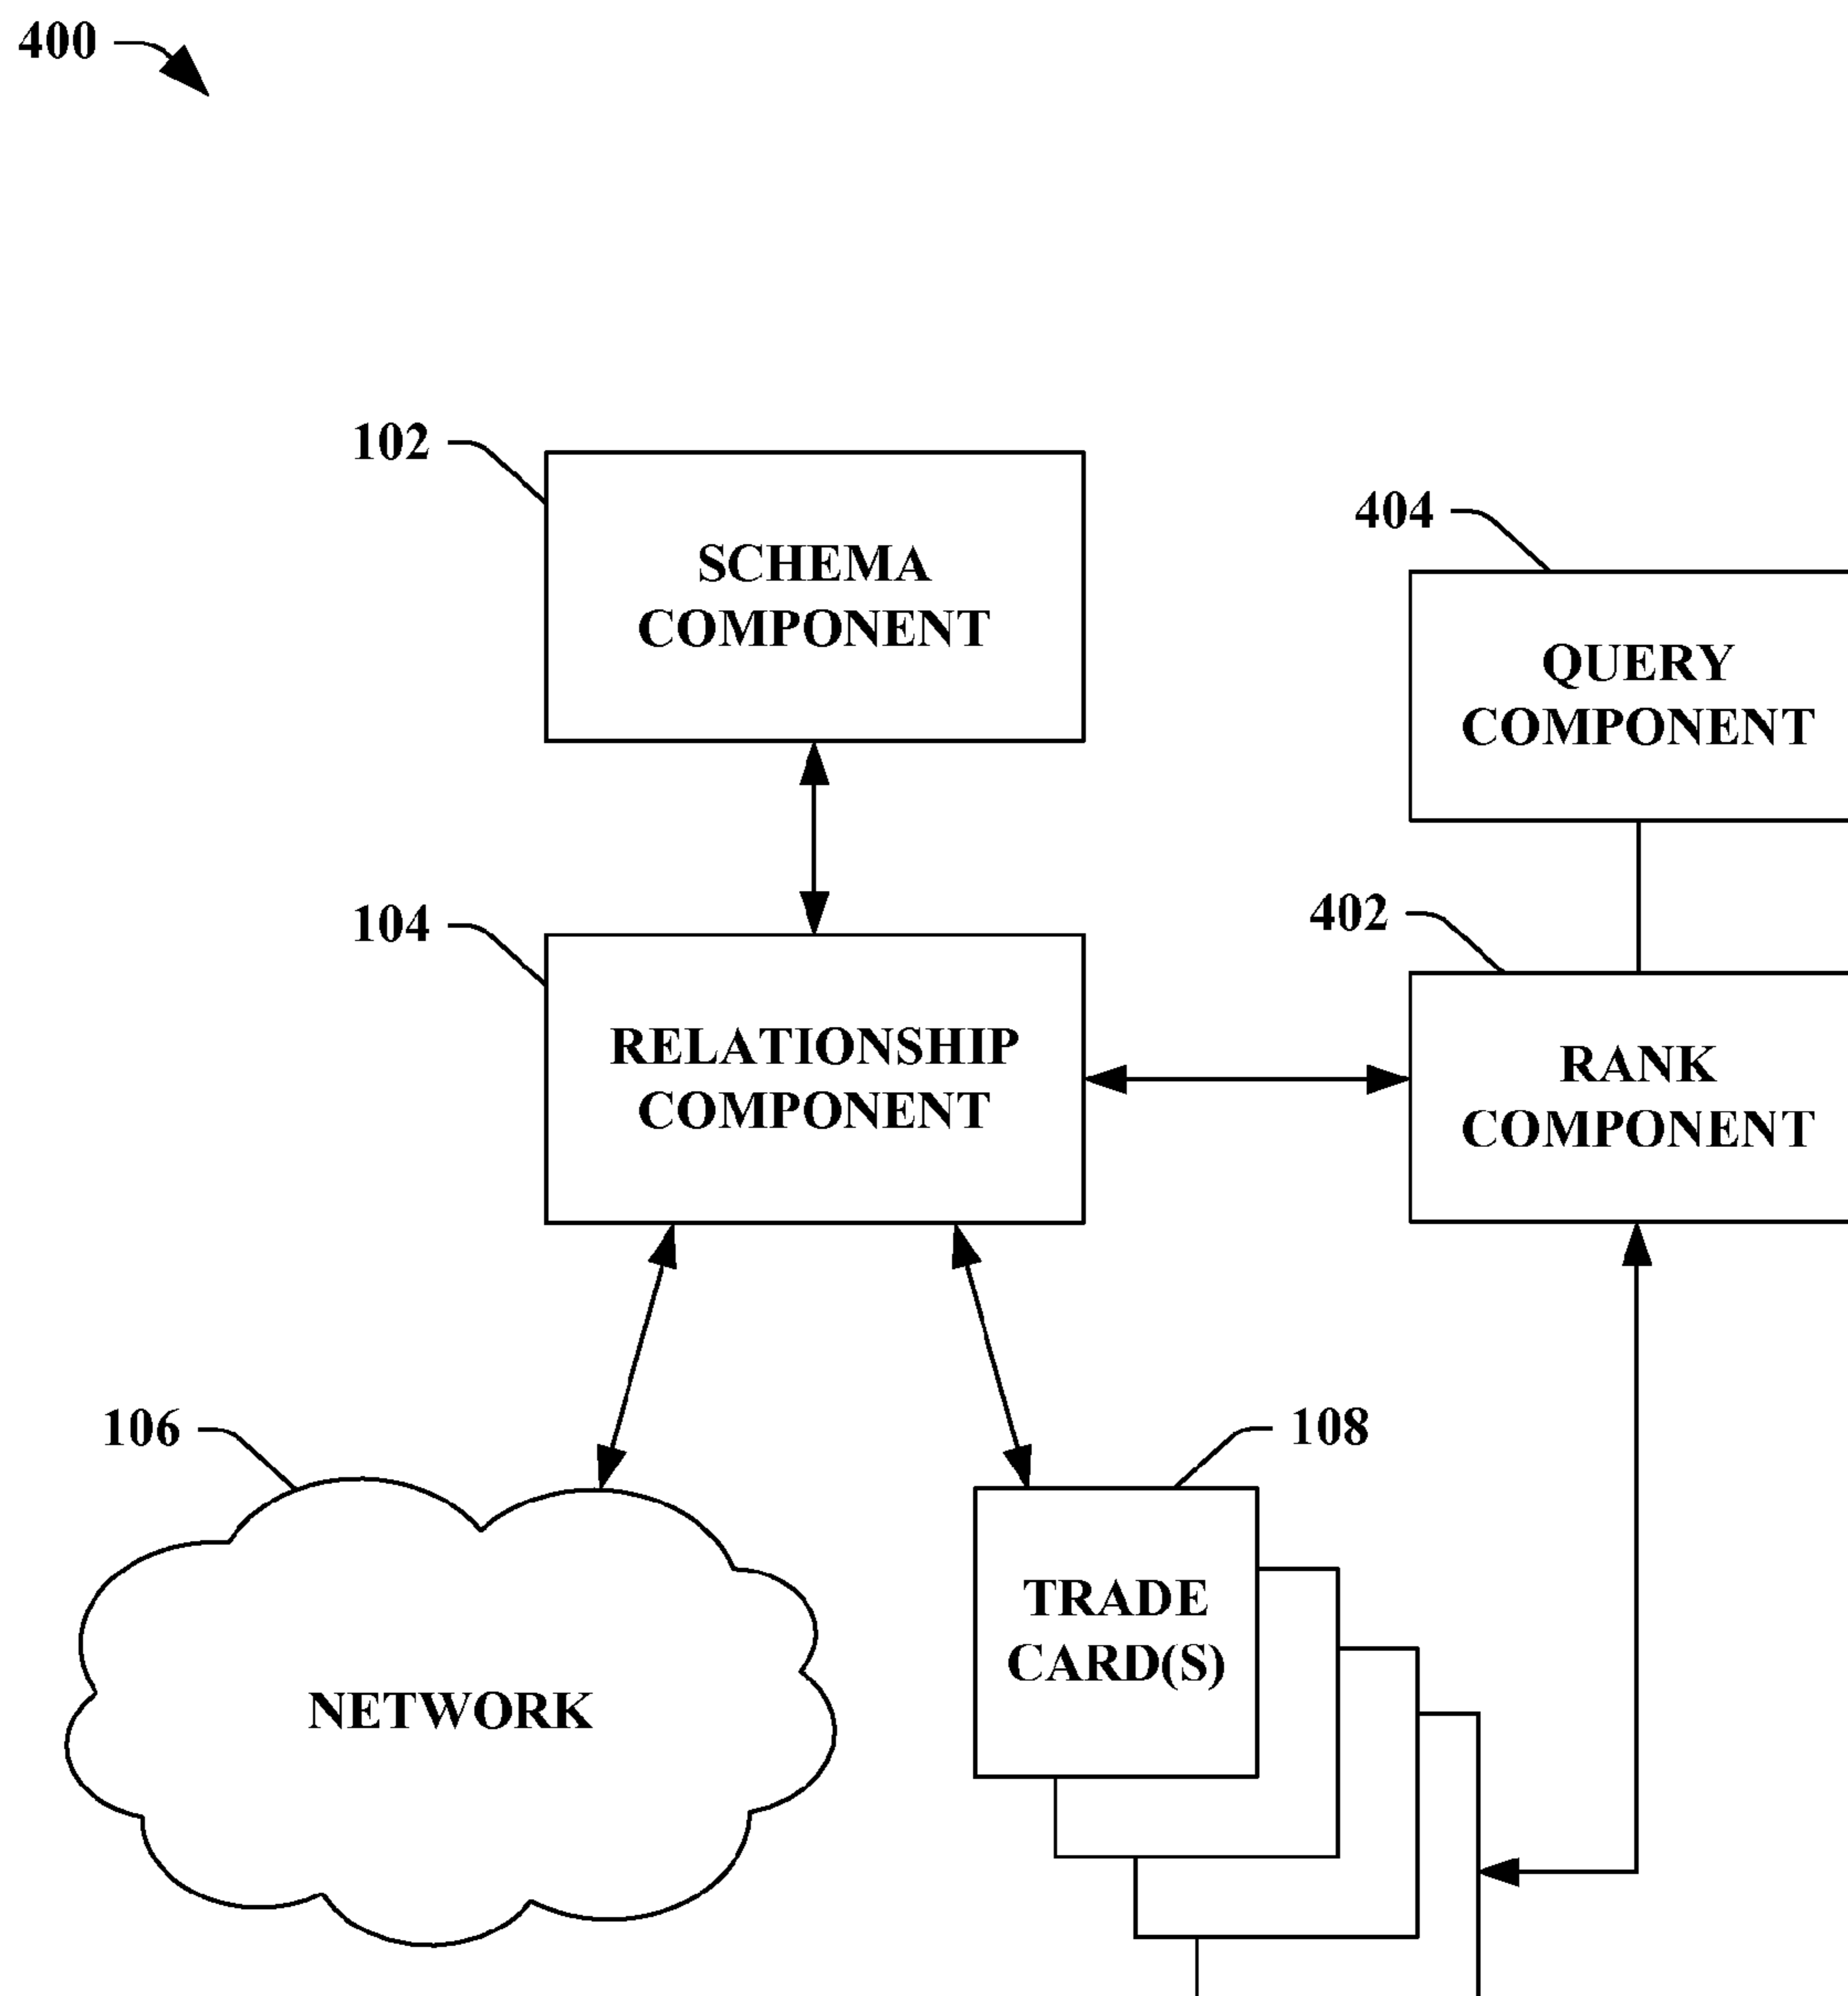 400
102
SCHEMA
COMPONENT
404
QUERY
COMPONENT
104
RELATIONSHIP
COMPONENT
402
RANK
COMPONENT
106
NETWORK
108
TRADE
CARD(S)